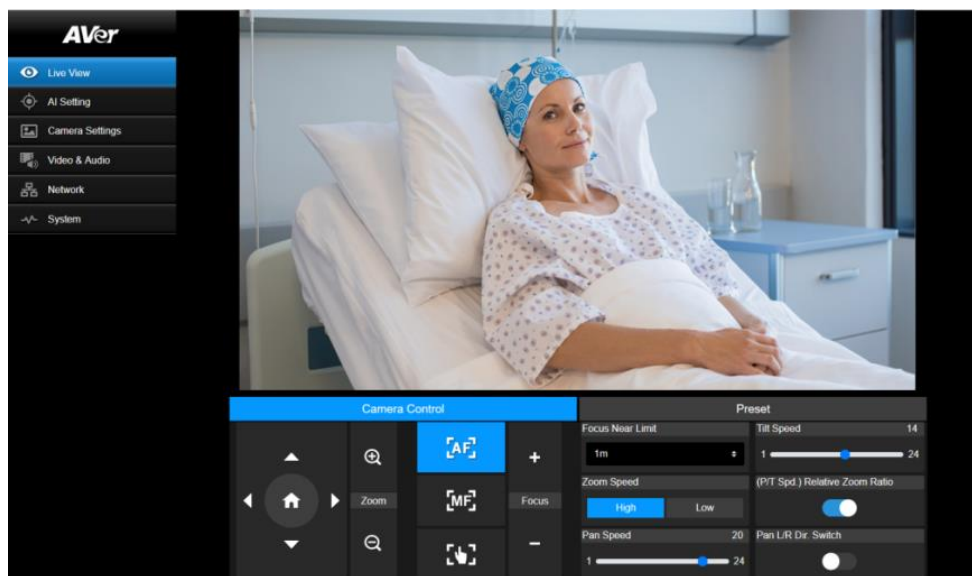 AVer
Live View
AI Setting
Camera Settings
Video & Audio
Network
System
Camera Control
Preset
Zoom
AF
MF
Focus
Focus Near Limit
1m
Tilt Speed 14
1 24
Zoom Speed
High Low
(P/T Spd.) Relative Zoom Ratio
Pan Speed 20
1 24
Pan L/R Dir. Switch